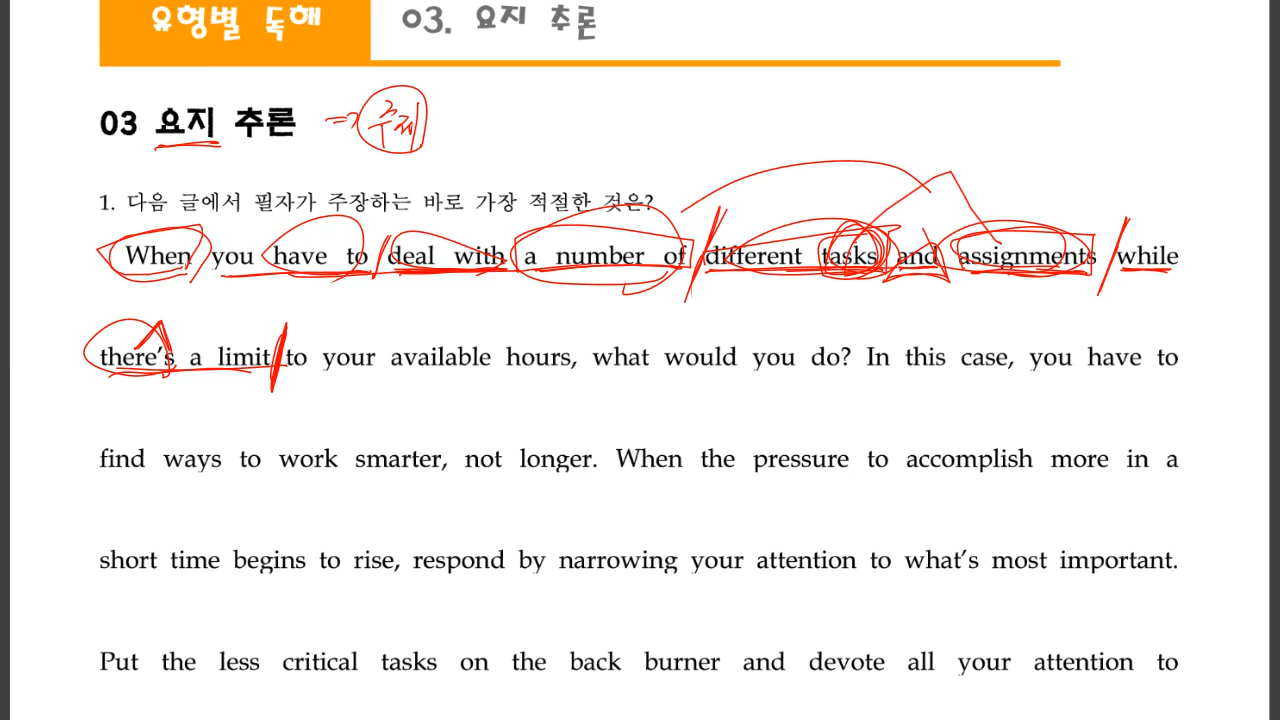 유형별 독해
03. 요지 추론
03 요지 추론 => 주제
1. 다음 글에서 필자가 주장하는 바로 가장 적절한 것은?
When you have to deal with a number of different tasks and assignments while
there's a limit to your available hours, what would you do? In this case, you have to
find ways to work smarter, not longer. When the pressure to accomplish more in a
short time begins to rise, respond by narrowing your attention to what's most important.
Put the less critical tasks on the back burner and devote all your attention to